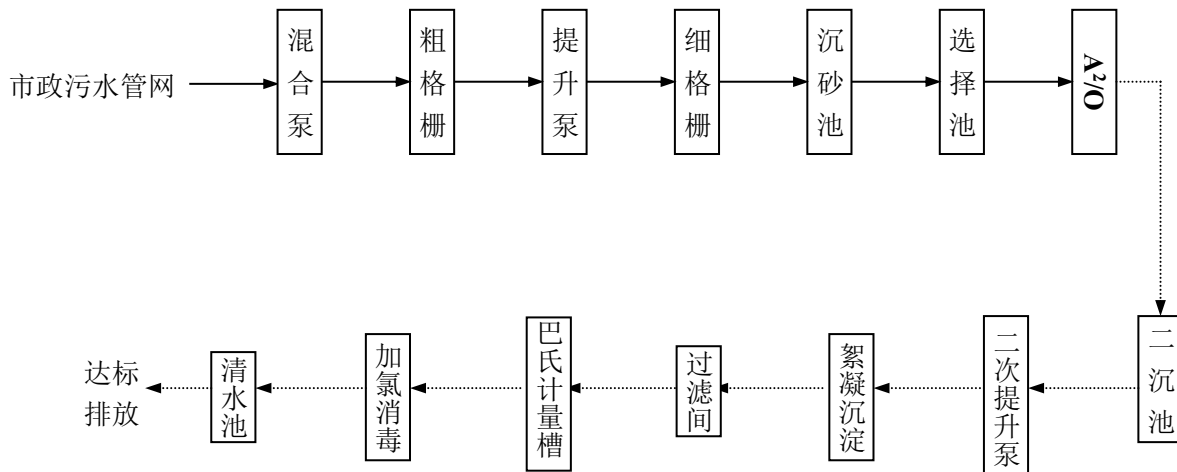 市政污水管网
混合泵
粗格栅
提升泵
细格栅
沉砂池
选择池
A²/O
二沉池
二次提升泵
絮凝沉淀
过滤间
巴氏计量槽
加氯消毒
清水池
达标
排放